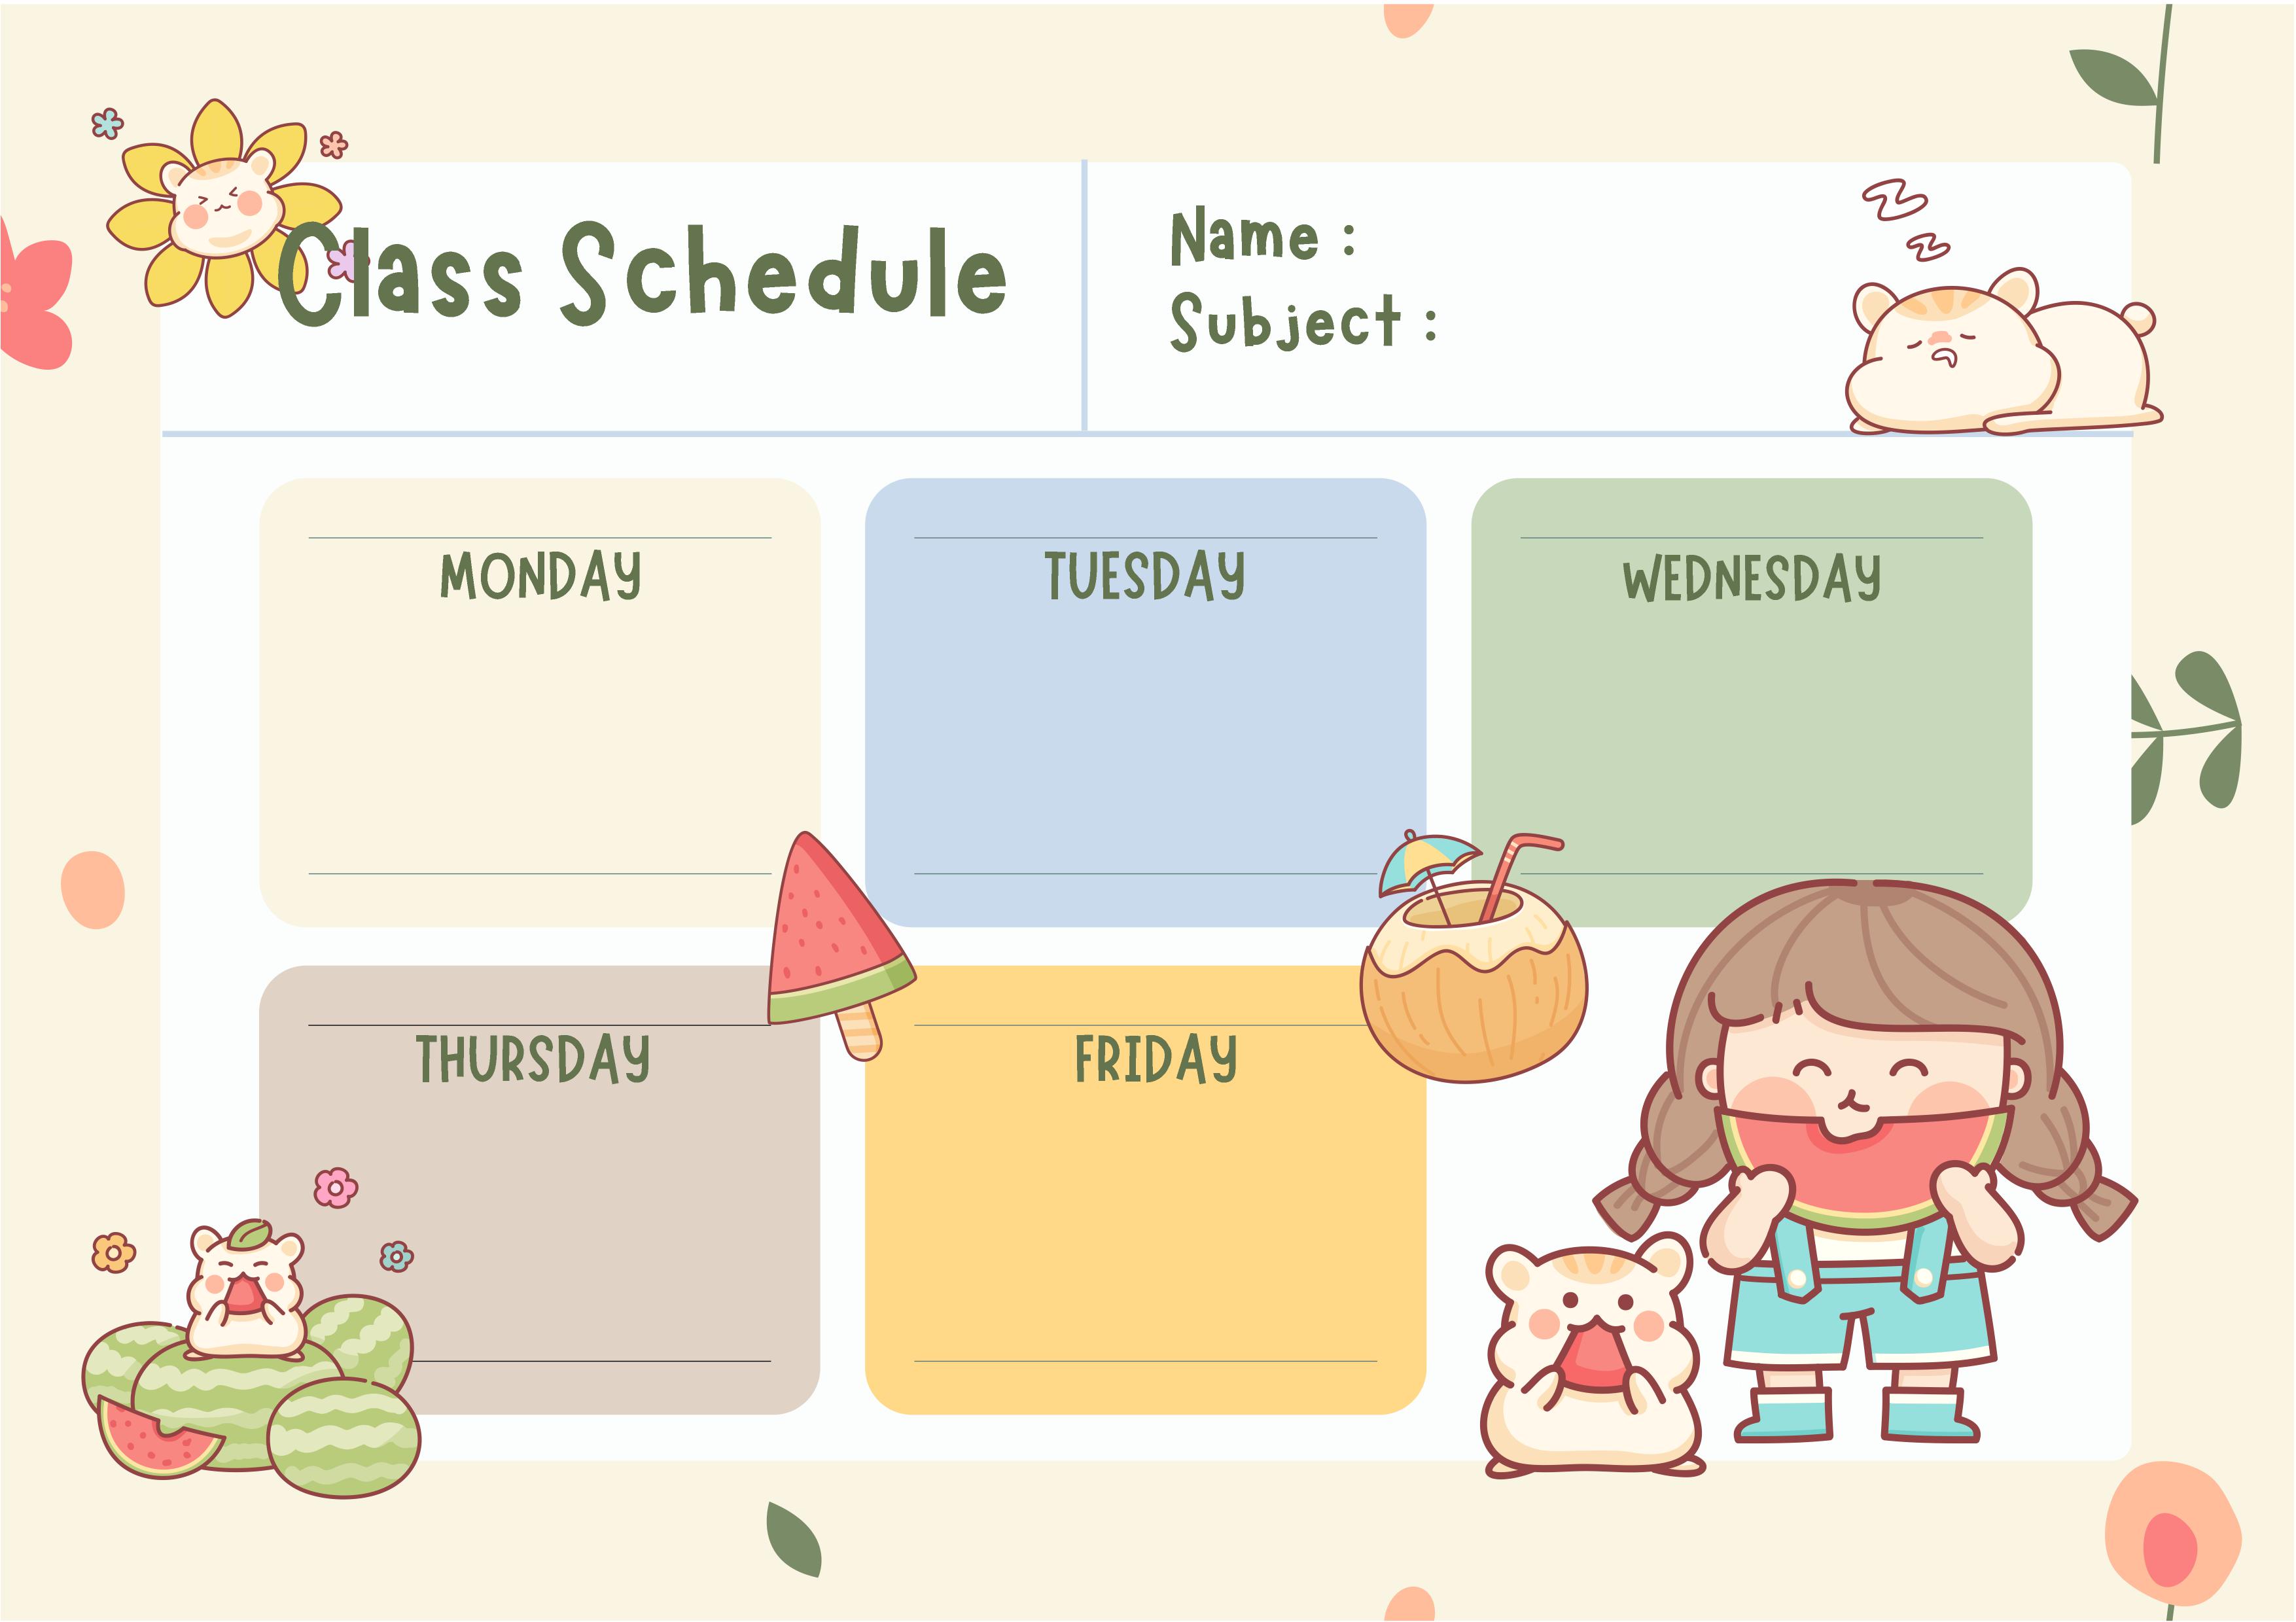 Class Schedule
Name :
Subject :
MONDAY
TUESDAY
WEDNESDAY
THURSDAY
FRIDAY